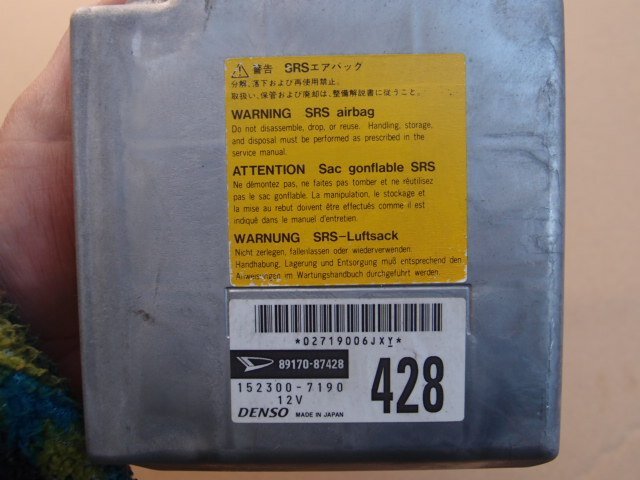 警告 SRSエアバッグ
分解、落下および再使用禁止。
取扱い、保管および廃却は、整備解説書に従うこと。
WARNING SRS airbag
Do not disassemble, drop, or reuse. Handling, storage,
and disposal must be performed as prescribed in the
service manual.
ATTENTION Sac gonflable SRS
Ne démontez pas, ne faites pas tomber et ne réutilisez
pas le sac gonflable. La manipulation, le stockage et
la mise au rebut doivent être effectués comme il est
indiqué dans le manuel d'entretien.
WARNUNG SRS-Luftsack
Nicht zerlegen, fallenlassen oder wiederverwenden.
Handhabung, Lagerung und Entsorgung muß entsprechend den
Anweisungen im Wartungshandbuch durchgeführt werden.
*02719006JXY*
89170-87428
152300-7190
12V
428
DENSO MADE IN JAPAN